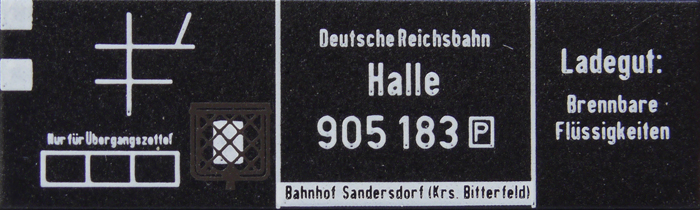 Nur für Übergangszettel
Deutsche Reichsbahn
Halle
905 183 P
Bahnhof Sandersdorf (Krs. Bitterfeld)
Ladegut:
Brennbare
Flüssigkeiten